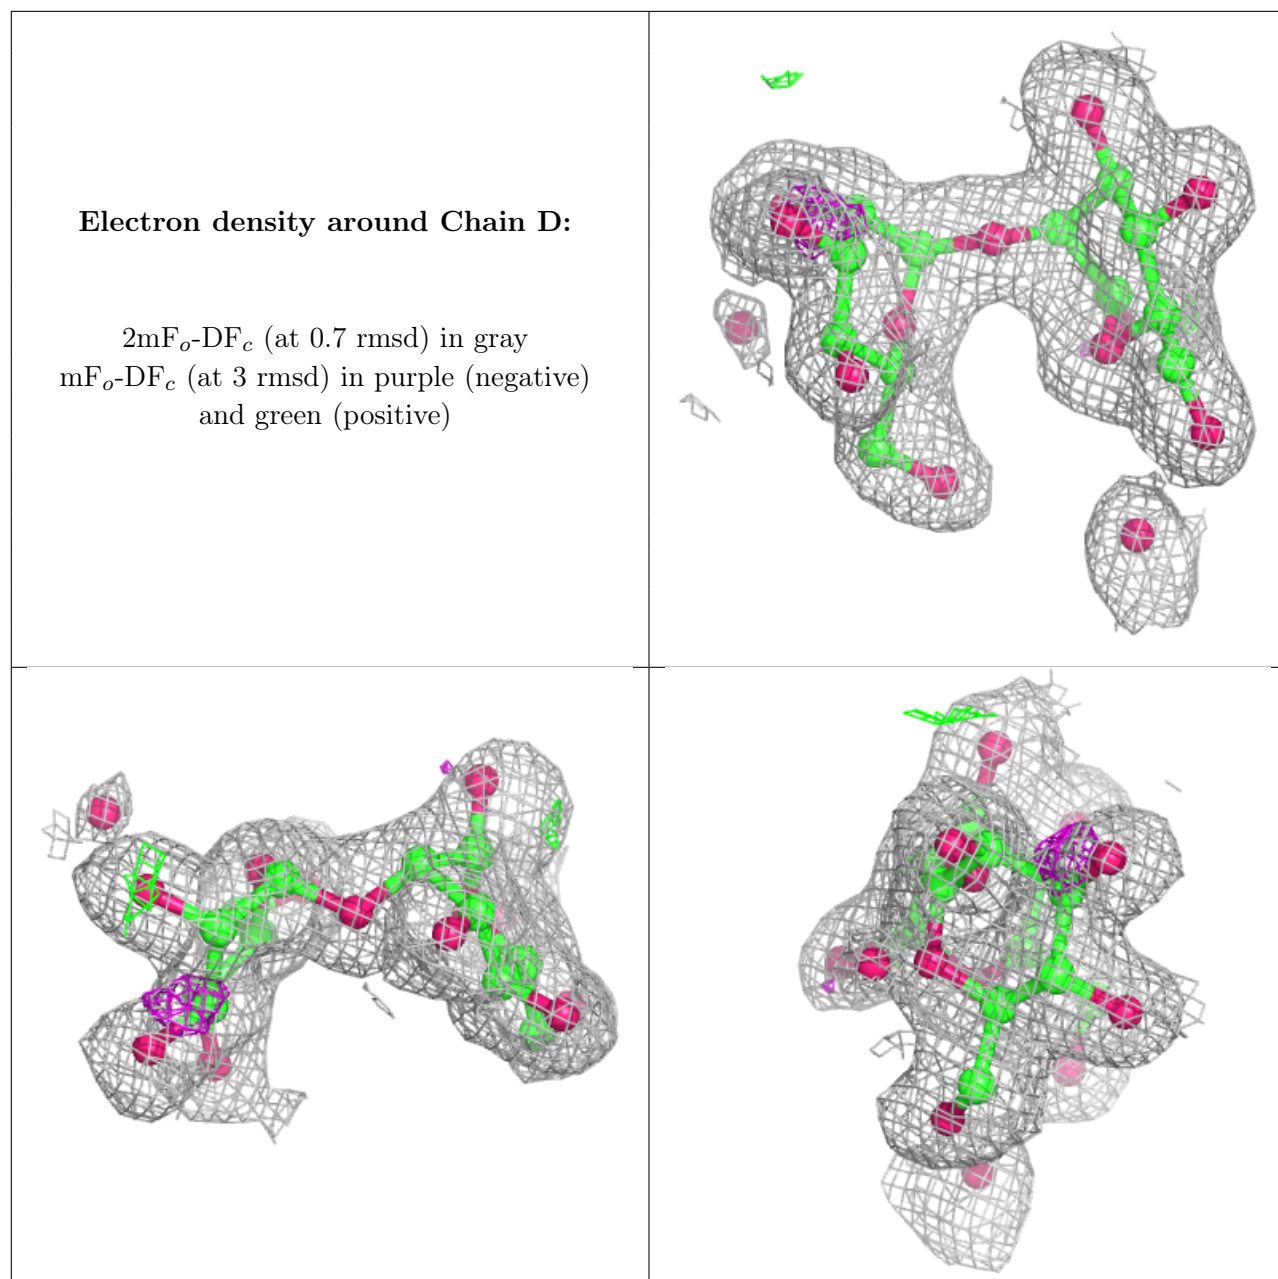 Electron density around Chain D:
2mFo-DFc (at 0.7 rmsd) in gray
mFo-DFc (at 3 rmsd) in purple (negative)
and green (positive)